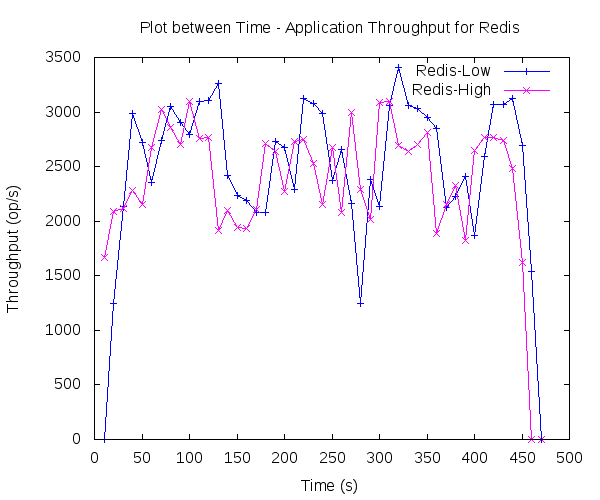 Plot between Time - Application Throughput for Redis
3500
3000
2500
2000
1500
1000
500
0
Throughput (op/s)
Redis-Low
Redis-High
0 50 100 150 200 250 300 350 400 450 500
Time (s)